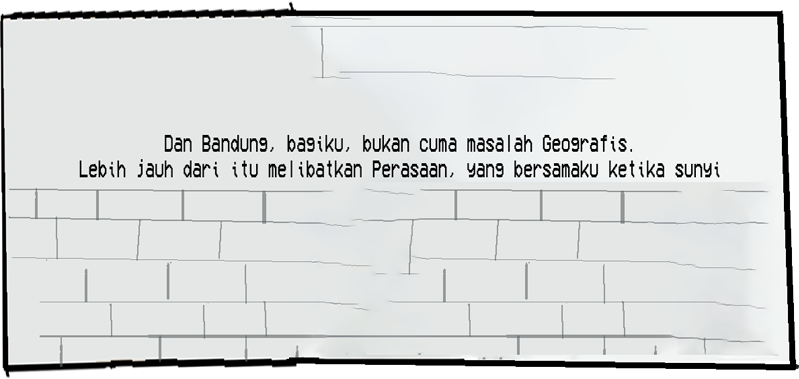 Dan Bandung, bagiku, bukan cuma masalah Geografis.
Lebih jauh dari itu melibatkan Perasaan, yang bersamaku ketika sunyi